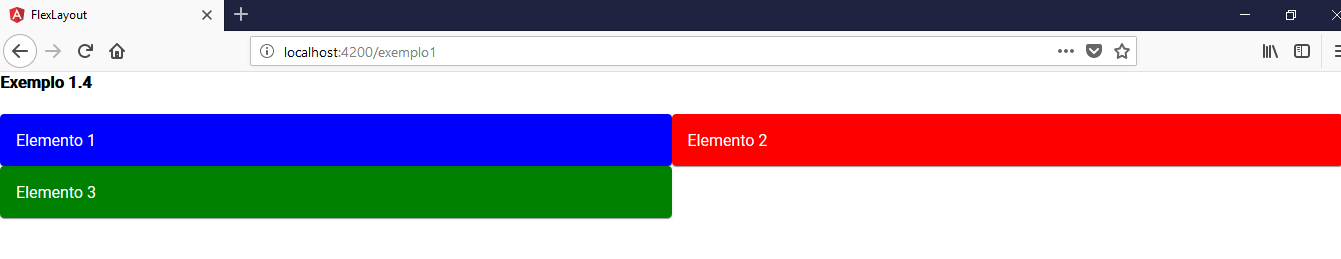 FlexLayout
localhost:4200/exemplo1
Exemplo 1.4
Elemento 1
Elemento 2
Elemento 3